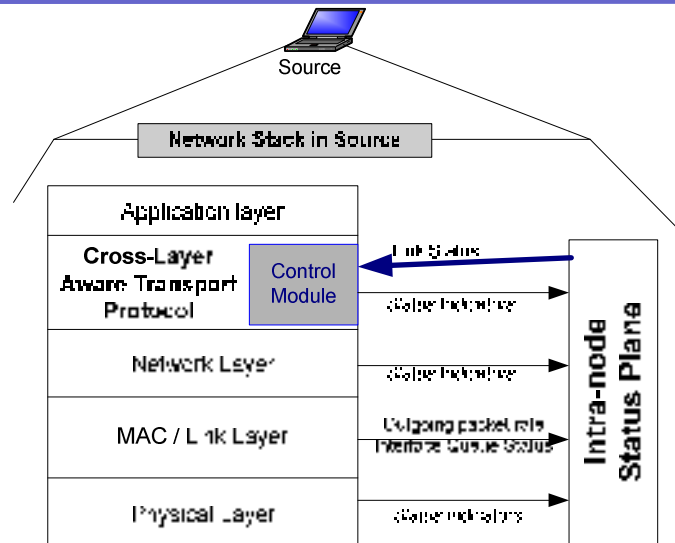 Source
Network Stack in Source
Application layer
Cross-Layer
Aware Transport
Protocol
Control
Module
Link Status
Network Layer
MAC / Link Layer
Outgoing packet rate
Interface Queue Status
Physical Layer
Intra-node
Status Plane